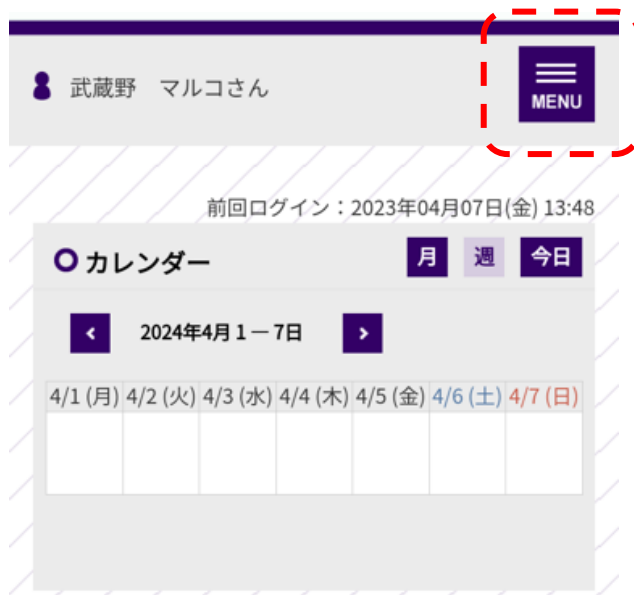 武蔵野　マルコさん
MENU
前回ログイン：2023年04月07日(金) 13:48
カレンダー 月 週 今日
< 2024年4月 1 — 7日 >
4/1 (月) 4/2 (火) 4/3 (水) 4/4 (木) 4/5 (金) 4/6 (土) 4/7 (日)